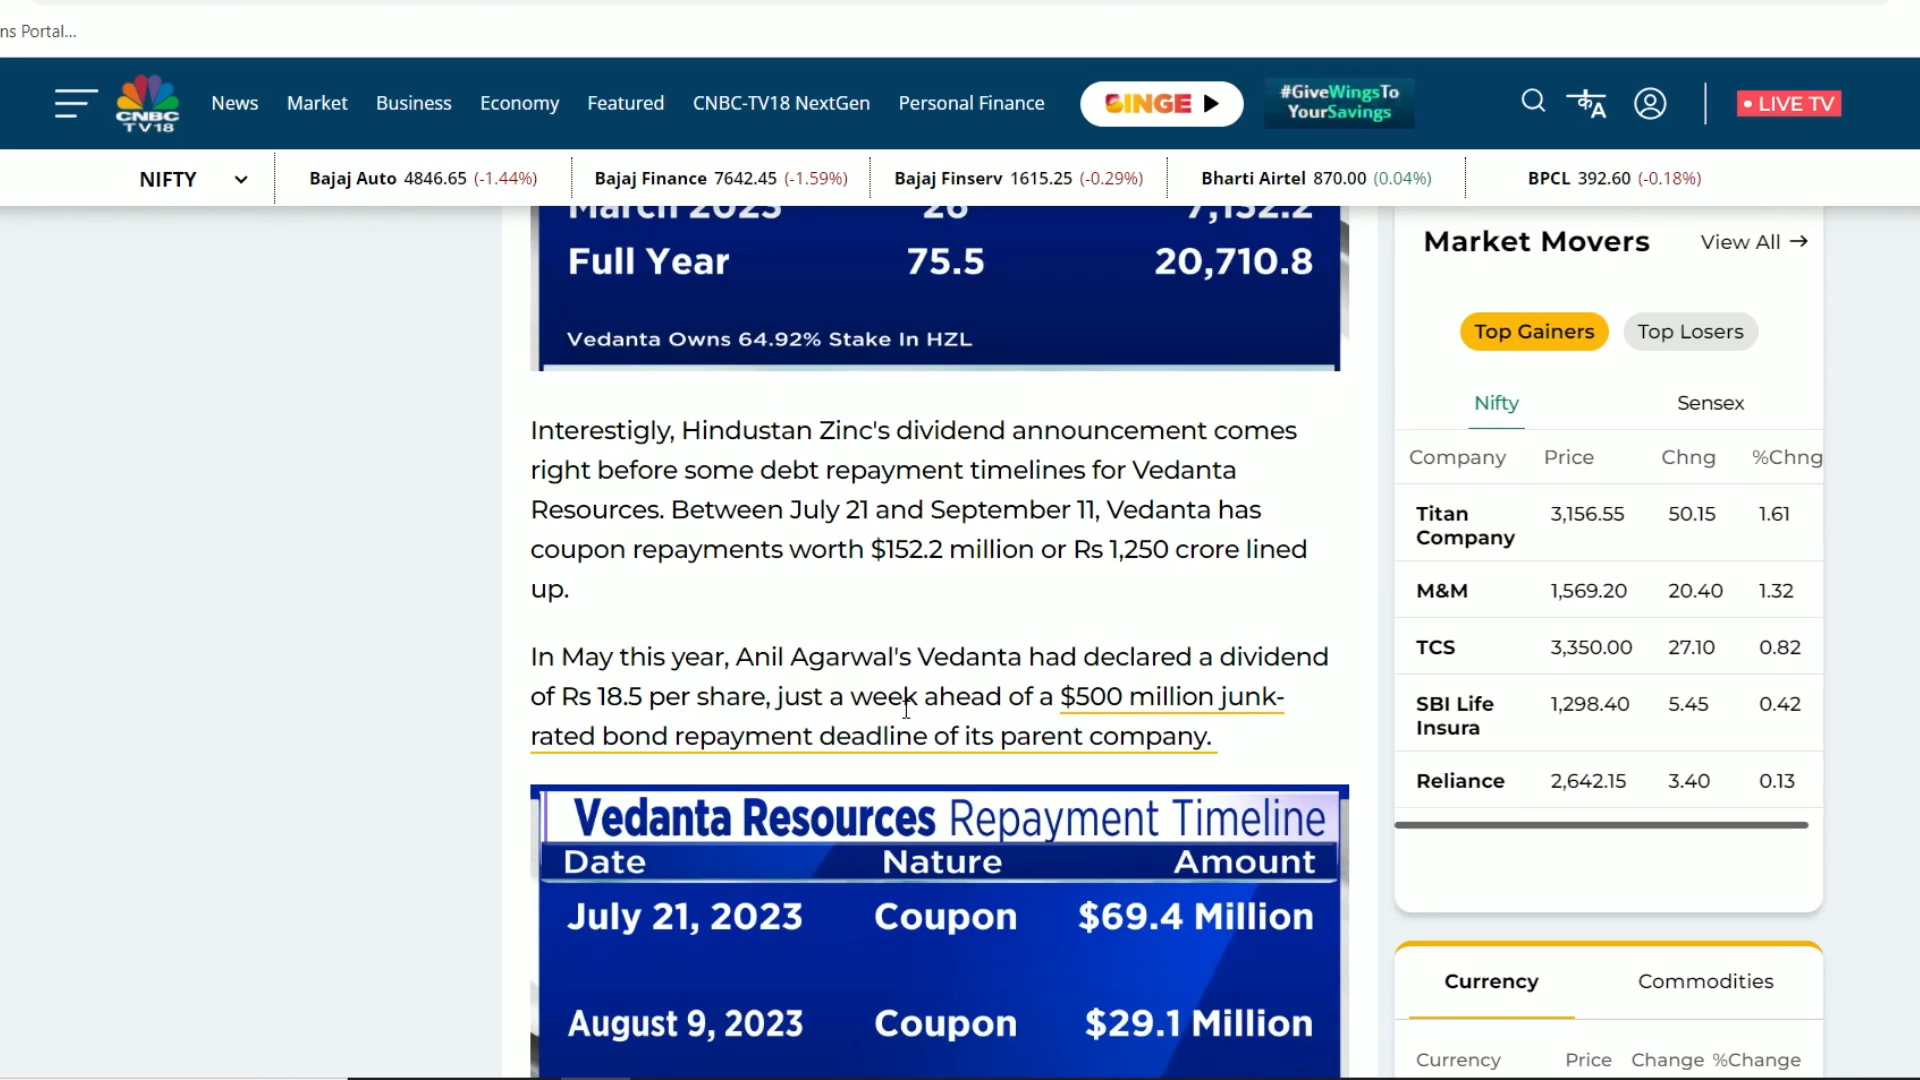 ns Portal...
CNBC
TV18
News Market Business Economy Featured CNBC-TV18 NextGen Personal Finance
BINGE
#GiveWingsTo
YourSavings
LIVE TV
NIFTY
Bajaj Auto 4846.65 (-1.44%)
Bajaj Finance 7642.45 (-1.59%)
Bajaj Finserv 1615.25 (-0.29%)
Bharti Airtel 870.00 (0.04%)
BPCL 392.60 (-0.18%)
March 2023 26 7,132.2
Full Year 75.5 20,710.8
Vedanta Owns 64.92% Stake In HZL
Interestigly, Hindustan Zinc's dividend announcement comes
right before some debt repayment timelines for Vedanta
Resources. Between July 21 and September 11, Vedanta has
coupon repayments worth $152.2 million or Rs 1,250 crore lined
up.
In May this year, Anil Agarwal's Vedanta had declared a dividend
of Rs 18.5 per share, just a week ahead of a $500 million junk-
rated bond repayment deadline of its parent company.
Vedanta Resources Repayment Timeline
Date Nature Amount
July 21, 2023 Coupon $69.4 Million
August 9, 2023 Coupon $29.1 Million
Market Movers View All →
Top Gainers Top Losers
Nifty Sensex
Company Price Chng %Chng
Titan
Company 3,156.55 50.15 1.61
M&M 1,569.20 20.40 1.32
TCS 3,350.00 27.10 0.82
SBI Life
Insura 1,298.40 5.45 0.42
Reliance 2,642.15 3.40 0.13
Currency Commodities
Currency Price Change %Change